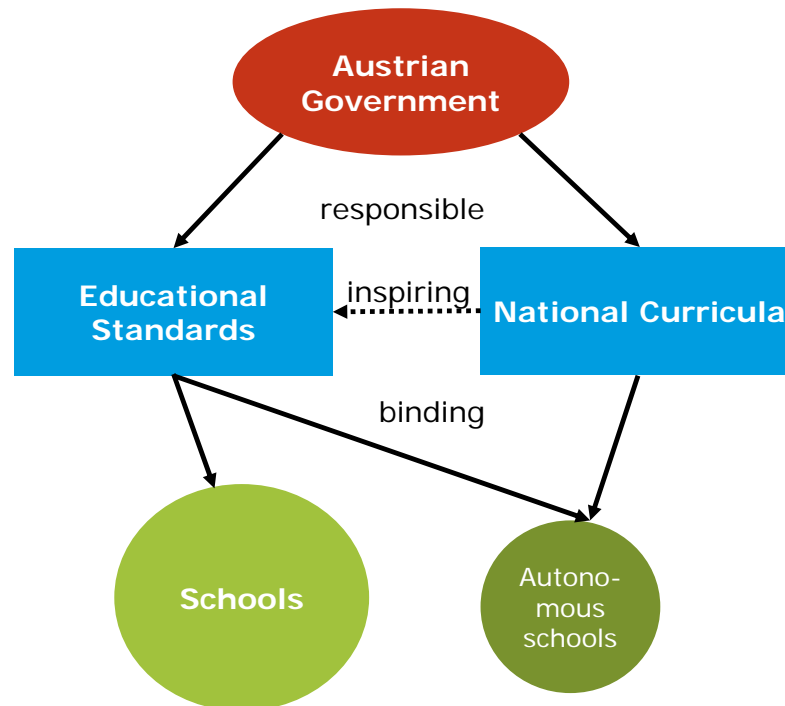 Austrian
Government
responsible
Educational
Standards
inspiring
National Curricula
binding
Schools
Autono-
mous
schools